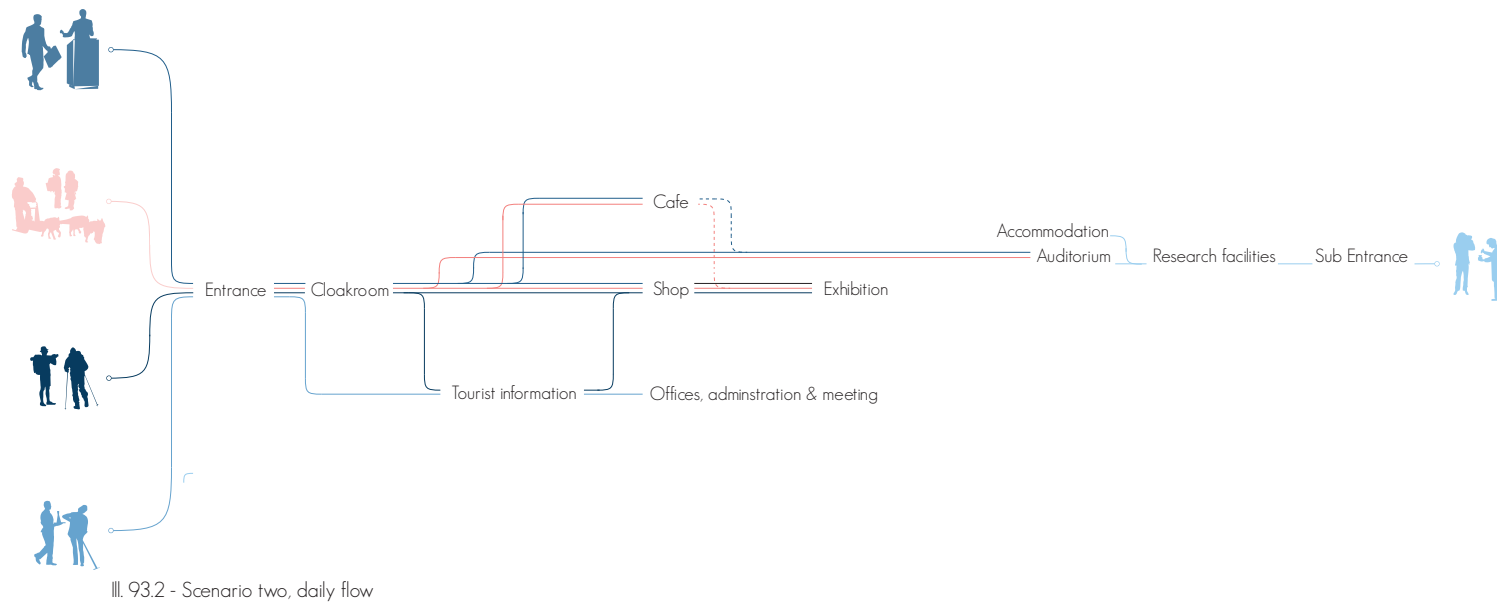 Cafe
Accommodation
Auditorium
Research facilities
Sub Entrance
Entrance
Cloakroom
Shop
Exhibition
Tourist information
Offices, adminstration & meeting
Ill. 93.2 - Scenario two, daily flow